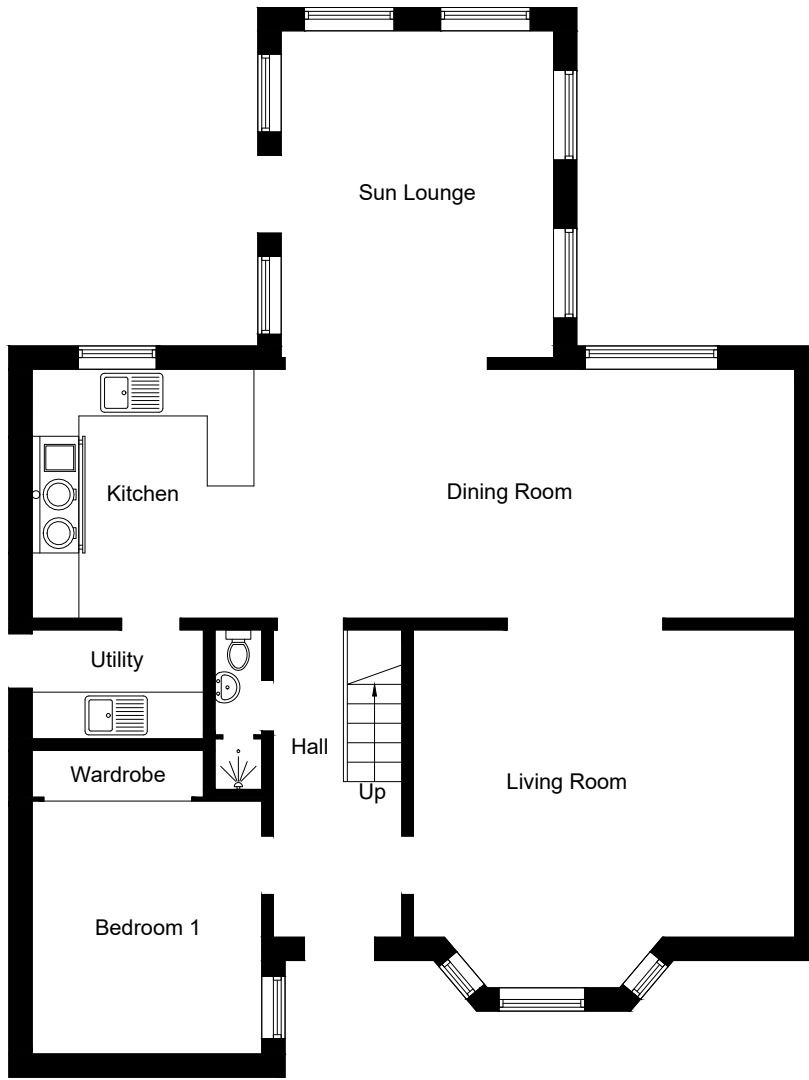 Sun Lounge
Kitchen
Dining Room
Utility
Hall
Wardrobe
Up
Living Room
Bedroom 1